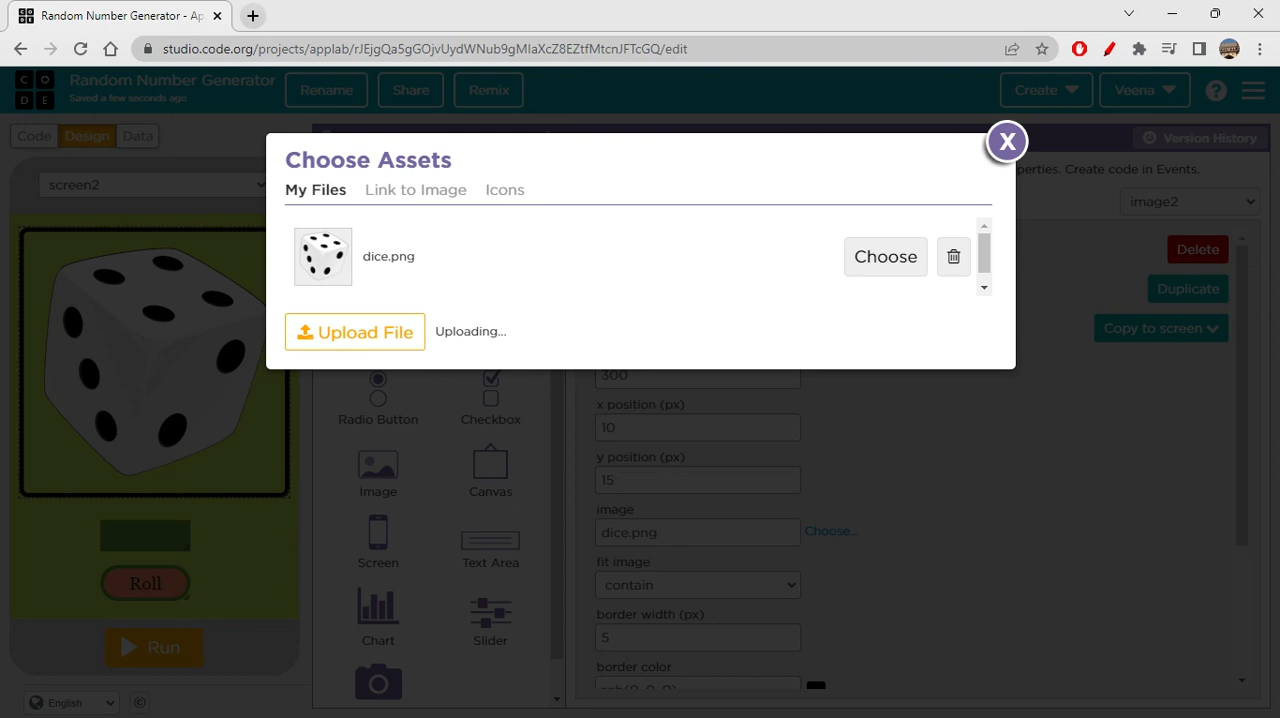 Random Number Generator - Ap
studio.code.org/projects/applab/rJEjgQa5gGOjvUydWNub9gMIaXcZ8EZtfMtcnJFTcGQ/edit
C O
D E
Random Number Generator
Saved a few seconds ago
Rename
Share
Remix
Create
Veena
?
Code
Design
Data
Version History
screen2
Choose Assets
X
My Files
Link to Image
Icons
dice.png
Choose
Upload File
Uploading...
perties. Create code in Events.
image2
Delete
Duplicate
Copy to screen
300
Radio Button
Checkbox
x position (px)
10
y position (px)
15
Image
Canvas
image
dice.png
Choose...
Screen
Text Area
fit image
contain
Roll
border width (px)
5
Chart
Slider
Run
border color
rgb(0, 0, 0)
English
©